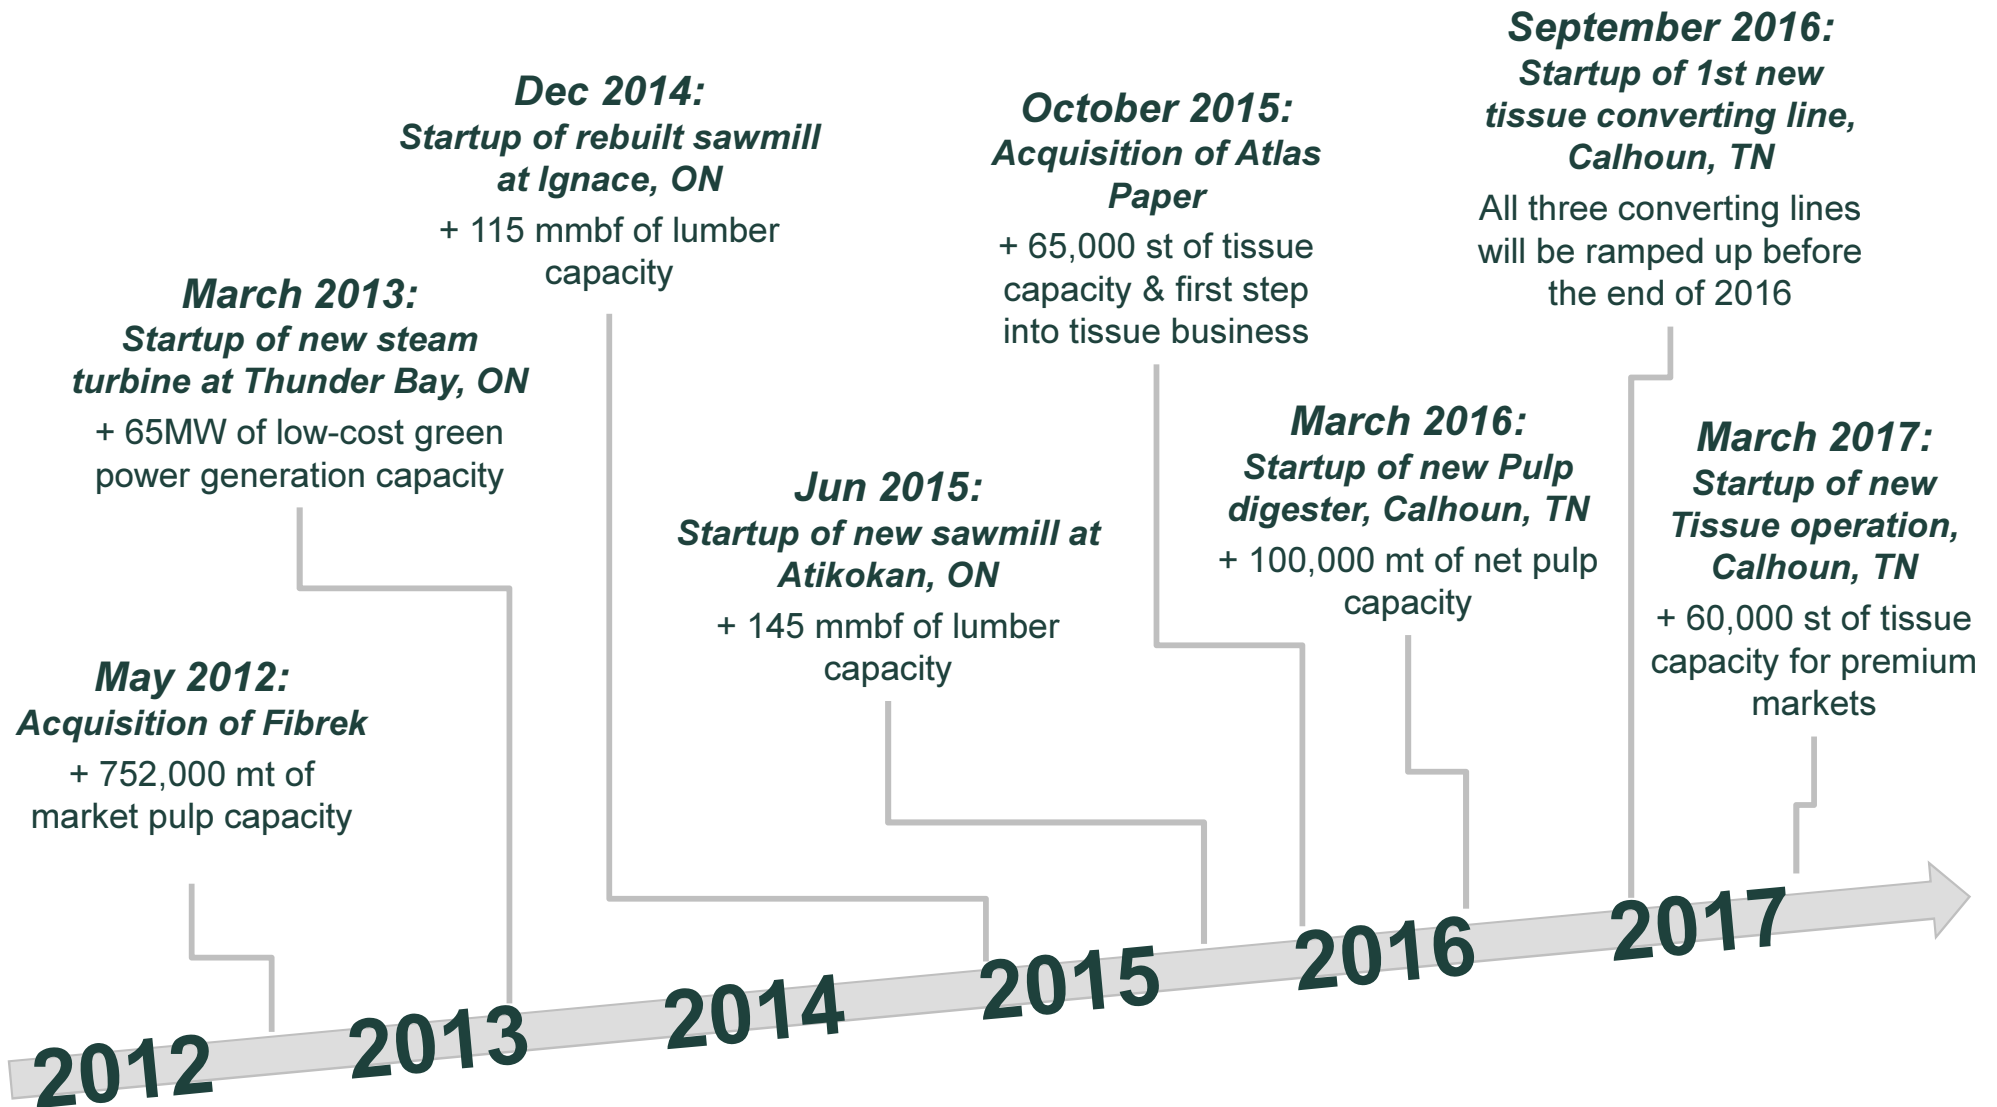 May 2012:
Acquisition of Fibrek
+ 752,000 mt of
market pulp capacity
March 2013:
Startup of new steam
turbine at Thunder Bay, ON
+ 65MW of low-cost green
power generation capacity
Dec 2014:
Startup of rebuilt sawmill
at Ignace, ON
+ 115 mmbf of lumber
capacity
Jun 2015:
Startup of new sawmill at
Atikokan, ON
+ 145 mmbf of lumber
capacity
October 2015:
Acquisition of Atlas
Paper
+ 65,000 st of tissue
capacity & first step
into tissue business
March 2016:
Startup of new Pulp
digester, Calhoun, TN
+ 100,000 mt of net pulp
capacity
September 2016:
Startup of 1st new
tissue converting line,
Calhoun, TN
All three converting lines
will be ramped up before
the end of 2016
March 2017:
Startup of new
Tissue operation,
Calhoun, TN
+ 60,000 st of tissue
capacity for premium
markets
2012
2013
2014
2015
2016
2017